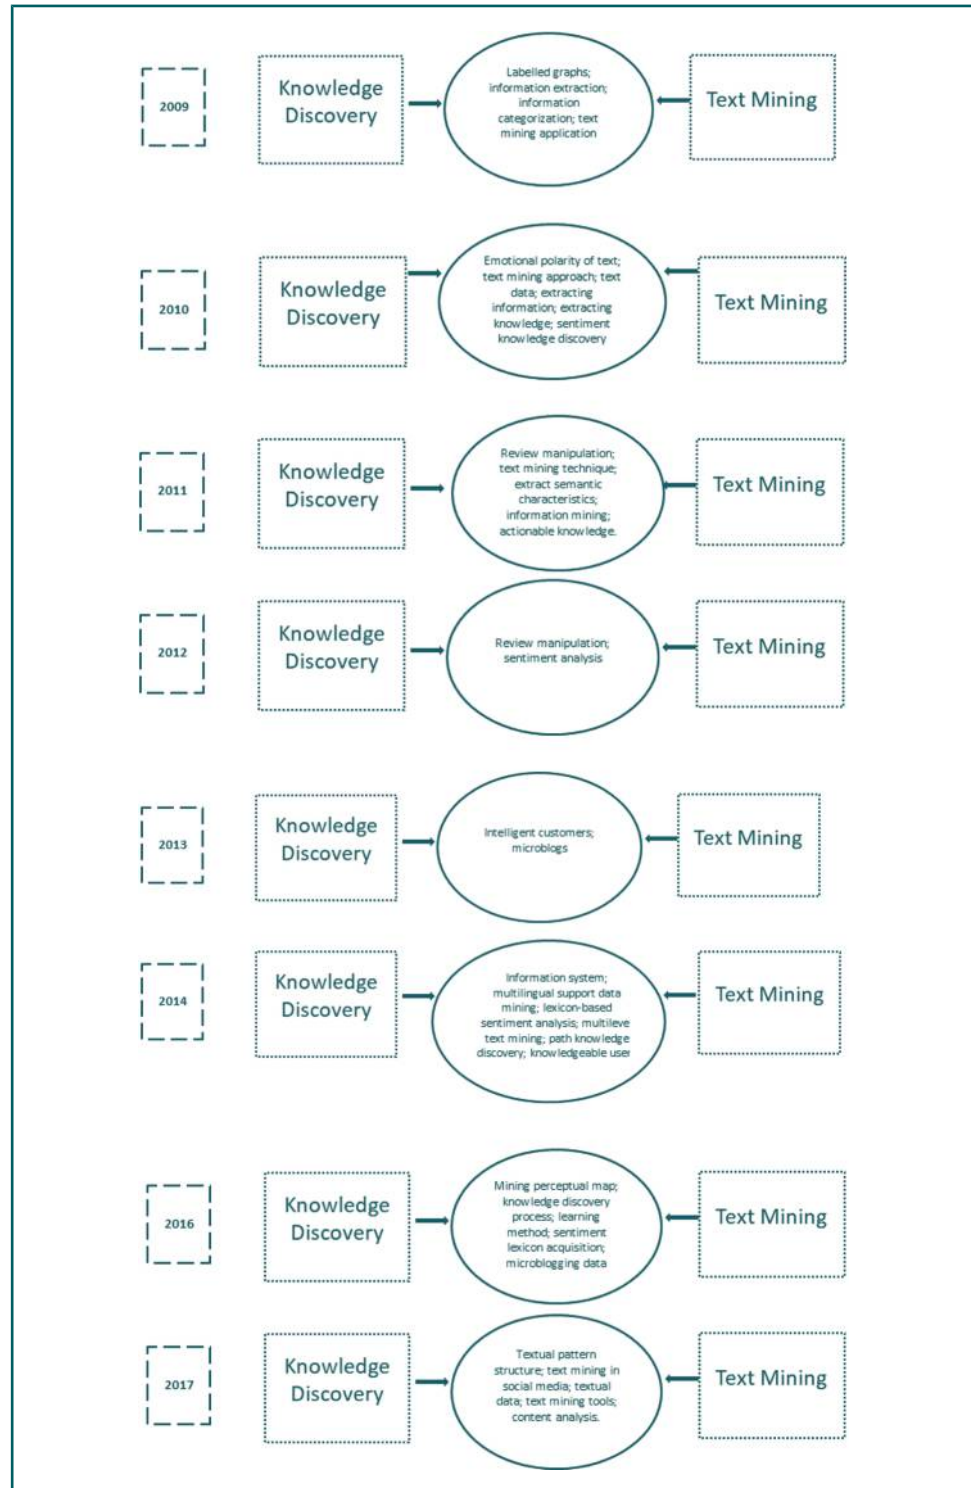 2009
Knowledge
Discovery
Labelled graphs;
information extraction;
information
categorization; text
mining application
Text Mining
2010
Knowledge
Discovery
Emotional polarity of text;
text mining approach; text
data; extracting
information; extracting
knowledge; sentiment
knowledge discovery
Text Mining
2011
Knowledge
Discovery
Review manipulation;
text mining technique;
extract semantic
characteristics;
information mining;
actionable knowledge.
Text Mining
2012
Knowledge
Discovery
Review manipulation;
sentiment analysis
Text Mining
2013
Knowledge
Discovery
Intelligent customers;
microblogs
Text Mining
2014
Knowledge
Discovery
Information system;
multilingual support data
mining; lexicon-based
sentiment analysis; multileve
text mining; path knowledge
discovery; knowledgeable user
Text Mining
2016
Knowledge
Discovery
Mining perceptual map;
knowledge discovery
process; learning
method; sentiment
lexicon acquisition;
microblogging data
Text Mining
2017
Knowledge
Discovery
Textual pattern
structure; text mining in
social media; textual
data; text mining tools;
content analysis.
Text Mining